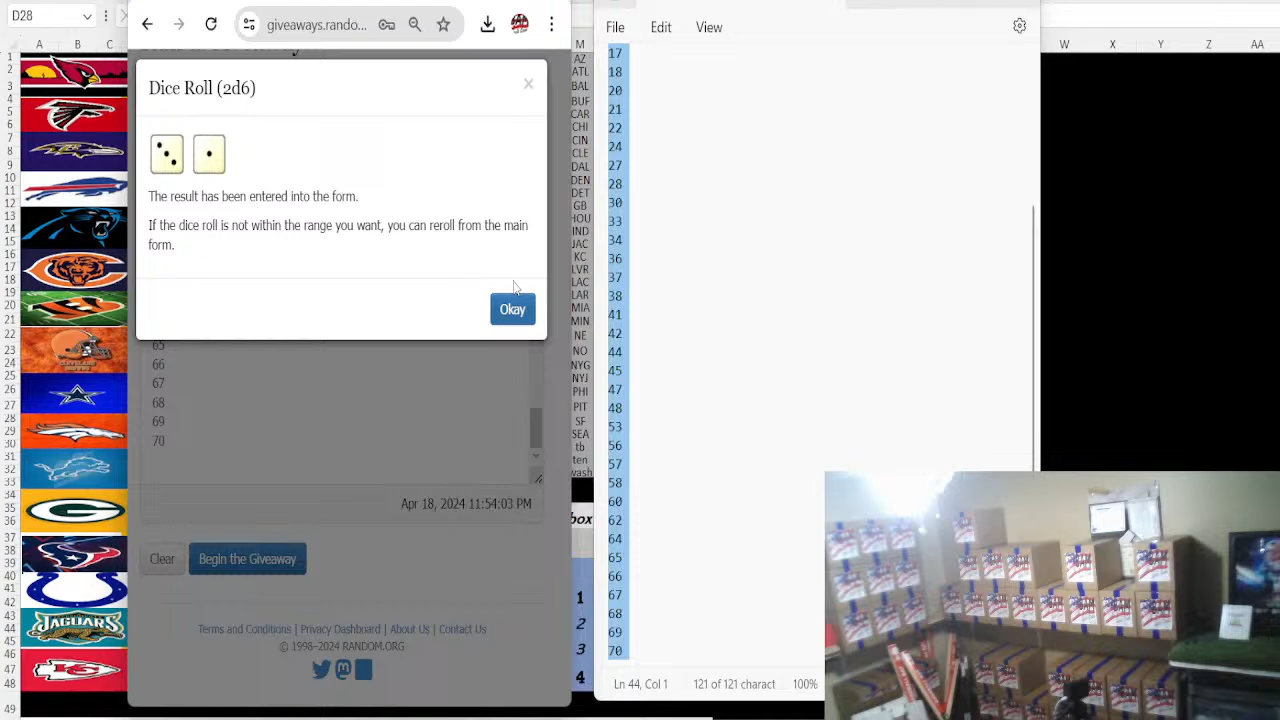 D28
giveaways.rando...
File Edit View
A B C
M
W X Y Z AA
Dice Roll (2d6)
×
The result has been entered into the form.
If the dice roll is not within the range you want, you can reroll from the main
form.
Okay
65
66
67
68
69
70
Apr 18, 2024 11:54:03 PM
Clear Begin the Giveaway
Terms and Conditions | Privacy Dashboard | About Us | Contact Us
© 1998–2024 RANDOM.ORG
1
2
3
4
5
6
7
8
9
10
11
12
13
14
15
16
17
18
19
20
21
22
23
24
25
26
27
28
29
30
31
32
33
34
35
36
37
38
39
40
41
42
43
44
45
46
47
48
49
JAGUARS
AZ
ATL
BAL
BUF
CAR
CHI
CIN
CLE
DAL
DEN
DET
GB
HOU
IND
JAC
KC
LVR
LAC
LAR
MIA
MIN
NE
NO
NYG
NYJ
PHI
PIT
SF
SEA
tb
ten
wash
box
1
2
3
4
17
18
20
21
22
24
27
28
30
33
34
36
37
38
41
42
44
45
47
48
53
56
57
58
60
62
64
65
66
67
68
69
70
Ln 44, Col 1 121 of 121 charact 100%